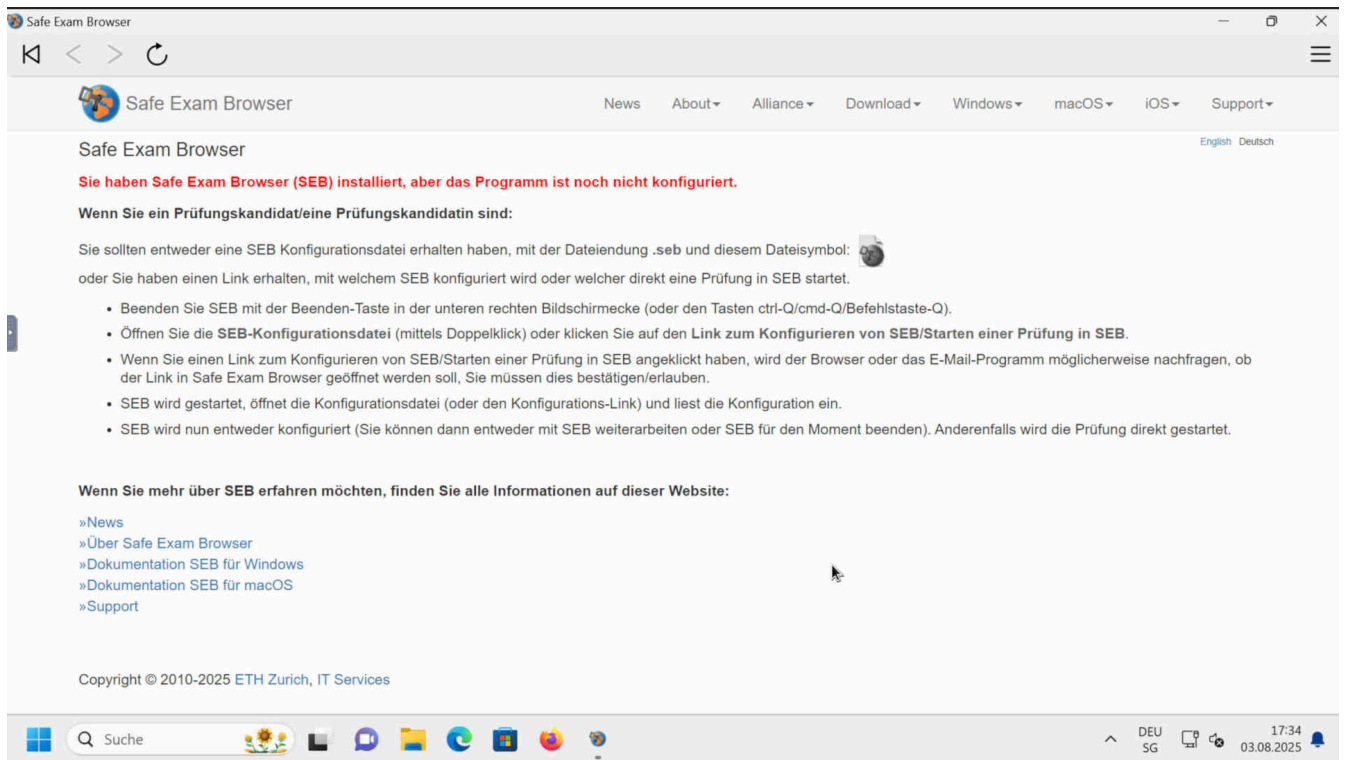 Safe Exam Browser
Safe Exam Browser
News
About
Alliance
Download
Windows
macOS
iOS
Support
English Deutsch
Safe Exam Browser
Sie haben Safe Exam Browser (SEB) installiert, aber das Programm ist noch nicht konfiguriert.
Wenn Sie ein Prüfungskandidat/eine Prüfungskandidatin sind:
Sie sollten entweder eine SEB Konfigurationsdatei erhalten haben, mit der Dateiendung .seb und diesem Dateisymbol:
oder Sie haben einen Link erhalten, mit welchem SEB konfiguriert wird oder welcher direkt eine Prüfung in SEB startet.
• Beenden Sie SEB mit der Beenden-Taste in der unteren rechten Bildschirmecke (oder den Tasten ctrl-Q/cmd-Q/Befehlstaste-Q).
• Öffnen Sie die SEB-Konfigurationsdatei (mittels Doppelklick) oder klicken Sie auf den Link zum Konfigurieren von SEB/Starten einer Prüfung in SEB.
• Wenn Sie einen Link zum Konfigurieren von SEB/Starten einer Prüfung in SEB angeklickt haben, wird der Browser oder das E-Mail-Programm möglicherweise nachfragen, ob
der Link in Safe Exam Browser geöffnet werden soll, Sie müssen dies bestätigen/erlauben.
• SEB wird gestartet, öffnet die Konfigurationsdatei (oder den Konfigurations-Link) und liest die Konfiguration ein.
• SEB wird nun entweder konfiguriert (Sie können dann entweder mit SEB weiterarbeiten oder SEB für den Moment beenden). Anderenfalls wird die Prüfung direkt gestartet.
Wenn Sie mehr über SEB erfahren möchten, finden Sie alle Informationen auf dieser Website:
»News
»Über Safe Exam Browser
»Dokumentation SEB für Windows
»Dokumentation SEB für macOS
»Support
Copyright © 2010-2025 ETH Zurich, IT Services
Suche
DEU
SG
17:34
03.08.2025